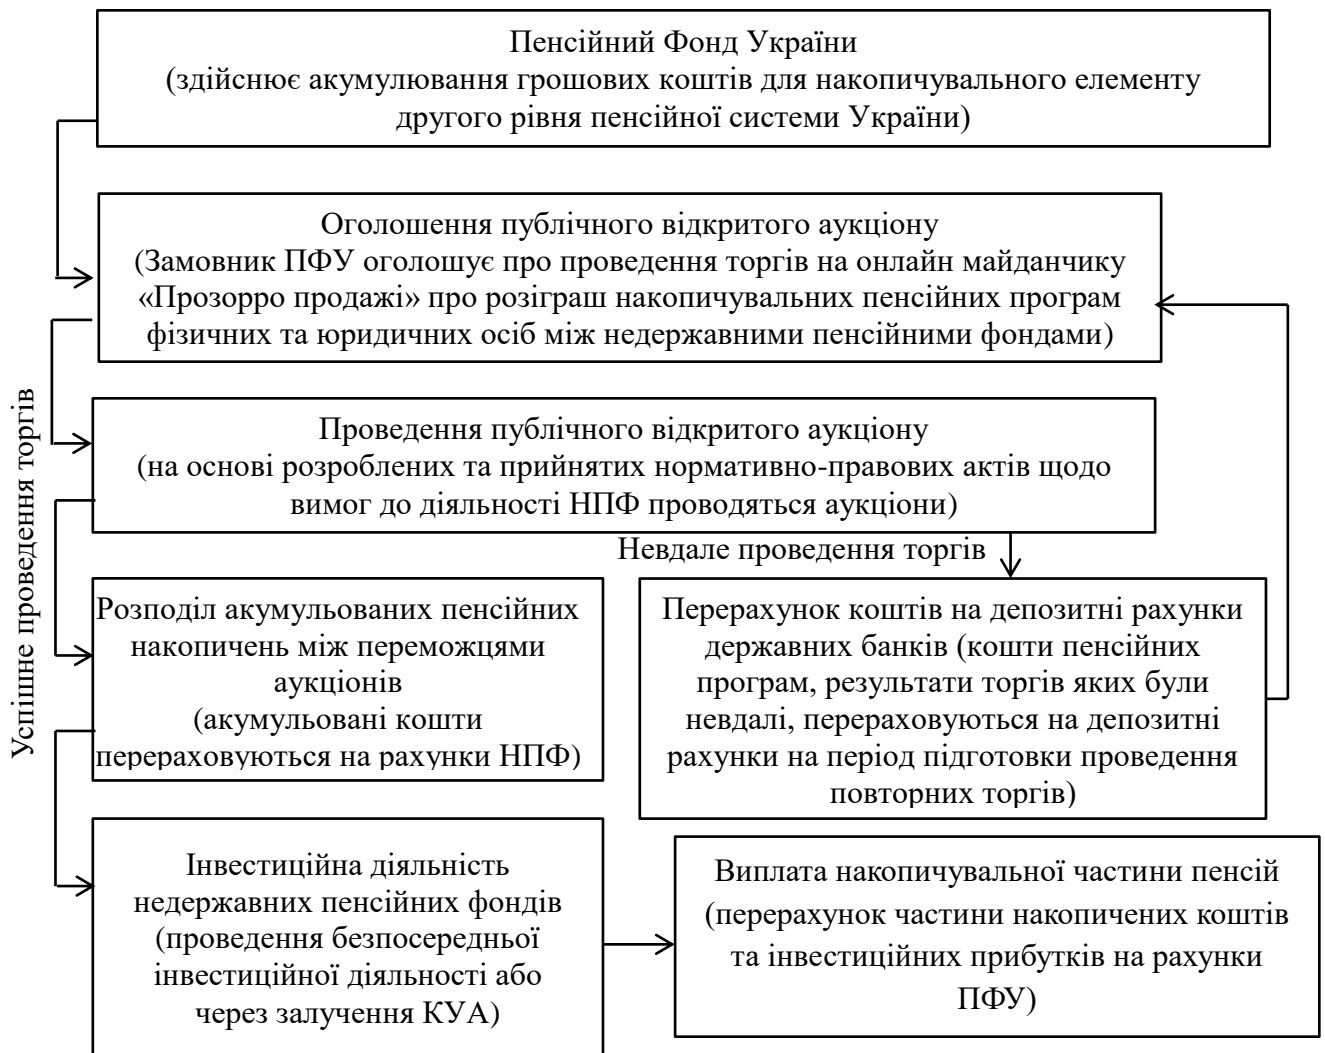 Пенсійний Фонд України
(здійснює акумулювання грошових коштів для накопичувального елементу
другого рівня пенсійної системи України)
Оголошення публічного відкритого аукціону
(Замовник ПФУ оголошує про проведення торгів на онлайн майданчику
«Прозорро продажі» про розіграш накопичувальних пенсійних програм
фізичних та юридичних осіб між недержавними пенсійними фондами)
Успішне проведення торгів
Проведення публічного відкритого аукціону
(на основі розроблених та прийнятих нормативно-правових актів щодо
вимог до діяльності НПФ проводяться аукціони)
Невдале проведення торгів
Розподіл акумульованих пенсійних
накопичень між переможцями
аукціонів
(акумульовані кошти
перераховуються на рахунки НПФ)
Перерахунок коштів на депозитні рахунки
державних банків (кошти пенсійних
програм, результати торгів яких були
невдалі, перераховуються на депозитні
рахунки на період підготовки проведення
повторних торгів)
Інвестиційна діяльність
недержавних пенсійних фондів
(проведення безпосередньої
інвестиційної діяльності або
через залучення КУА)
Виплата накопичувальної частини пенсій
(перерахунок частини накопичених коштів
та інвестиційних прибутків на рахунки
ПФУ)